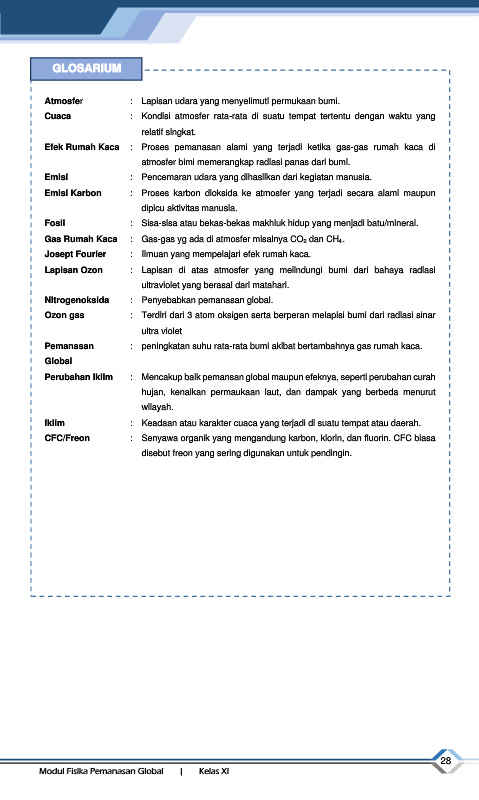 GLOSARIUM
Atmosfer : Lapisan udara yang menyelimuti permukaan bumi.
Cuaca : Kondisi atmosfer rata-rata di suatu tempat tertentu dengan waktu yang
relatif singkat.
Efek Rumah Kaca : Proses pemanasan alami yang terjadi ketika gas-gas rumah kaca di
atmosfer bimi memerangkap radiasi panas dari bumi.
Emisi : Pencemaran udara yang dihasilkan dari kegiatan manusia.
Emisi Karbon : Proses karbon dioksida ke atmosfer yang terjadi secara alami maupun
dipicu aktivitas manusia.
Fosil : Sisa-sisa atau bekas-bekas makhluk hidup yang menjadi batu/mineral.
Gas Rumah Kaca : Gas-gas yg ada di atmosfer misalnya CO₂ dan CH₄.
Josept Fourier : Ilmuan yang mempelajari efek rumah kaca.
Lapisan Ozon : Lapisan di atas atmosfer yang melindungi bumi dari bahaya radiasi
ultraviolet yang berasal dari matahari.
Nitrogenoksida : Penyebabkan pemanasan global.
Ozon gas : Terdiri dari 3 atom oksigen serta berperan melapisi bumi dari radiasi sinar
ultra violet
Pemanasan : peningkatan suhu rata-rata bumi akibat bertambahnya gas rumah kaca.
Global
Perubahan Iklim : Mencakup baik pemansan global maupun efeknya, seperti perubahan curah
hujan, kenaikan permaukaan laut, dan dampak yang berbeda menurut
wilayah.
Iklim : Keadaan atau karakter cuaca yang terjadi di suatu tempat atau daerah.
CFC/Freon : Senyawa organik yang mengandung karbon, klorin, dan fluorin. CFC biasa
disebut freon yang sering digunakan untuk pendingin.
28
Modul Fisika Pemanasan Global | Kelas XI